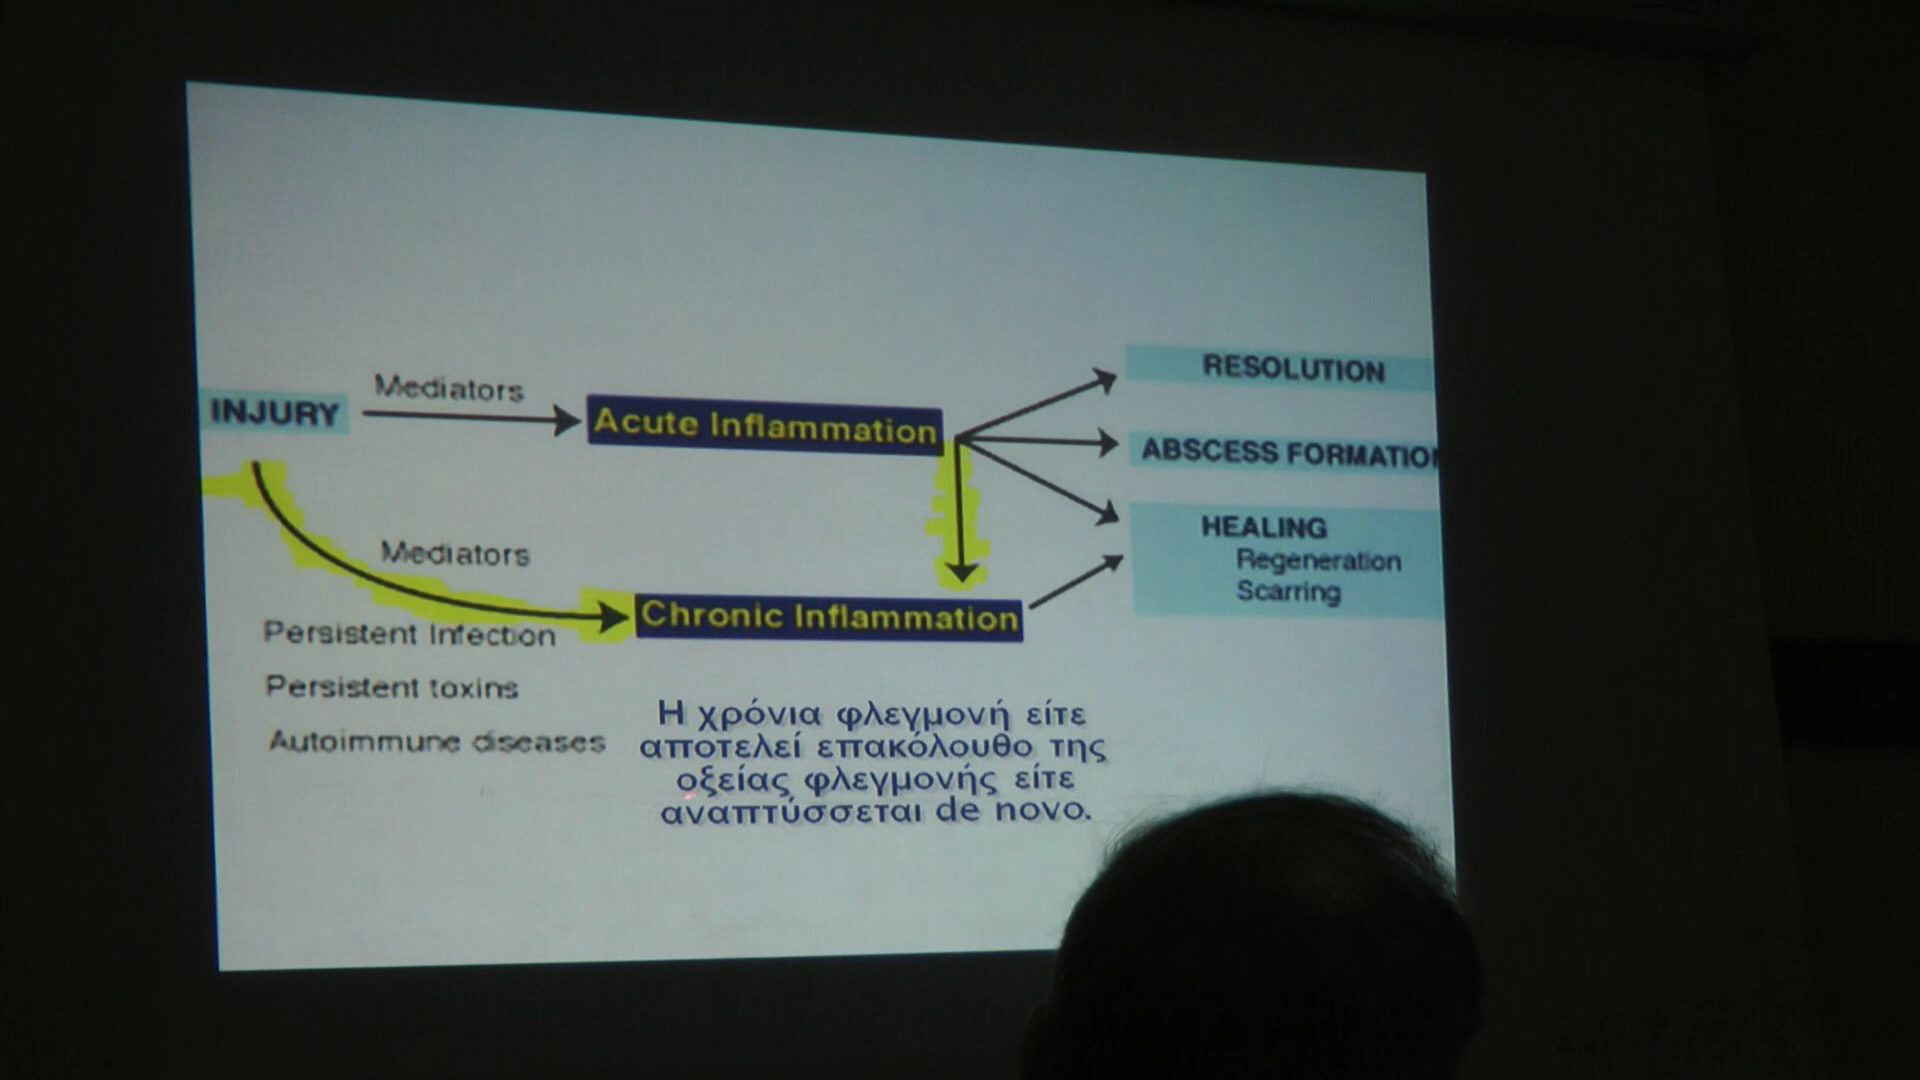 RESOLUTION
Mediators
INJURY
Acute Inflammation
ABSCESS FORMATION
HEALING
Regeneration
Scarring
Mediators
Chronic Inflammation
Persistent Infection
Persistent toxins
Autoimmune diseases
Η χρόνια φλεγμονή είτε
αποτελεί επακόλουθο της
οξείας φλεγμονής είτε
αναπτύσσεται de novo.